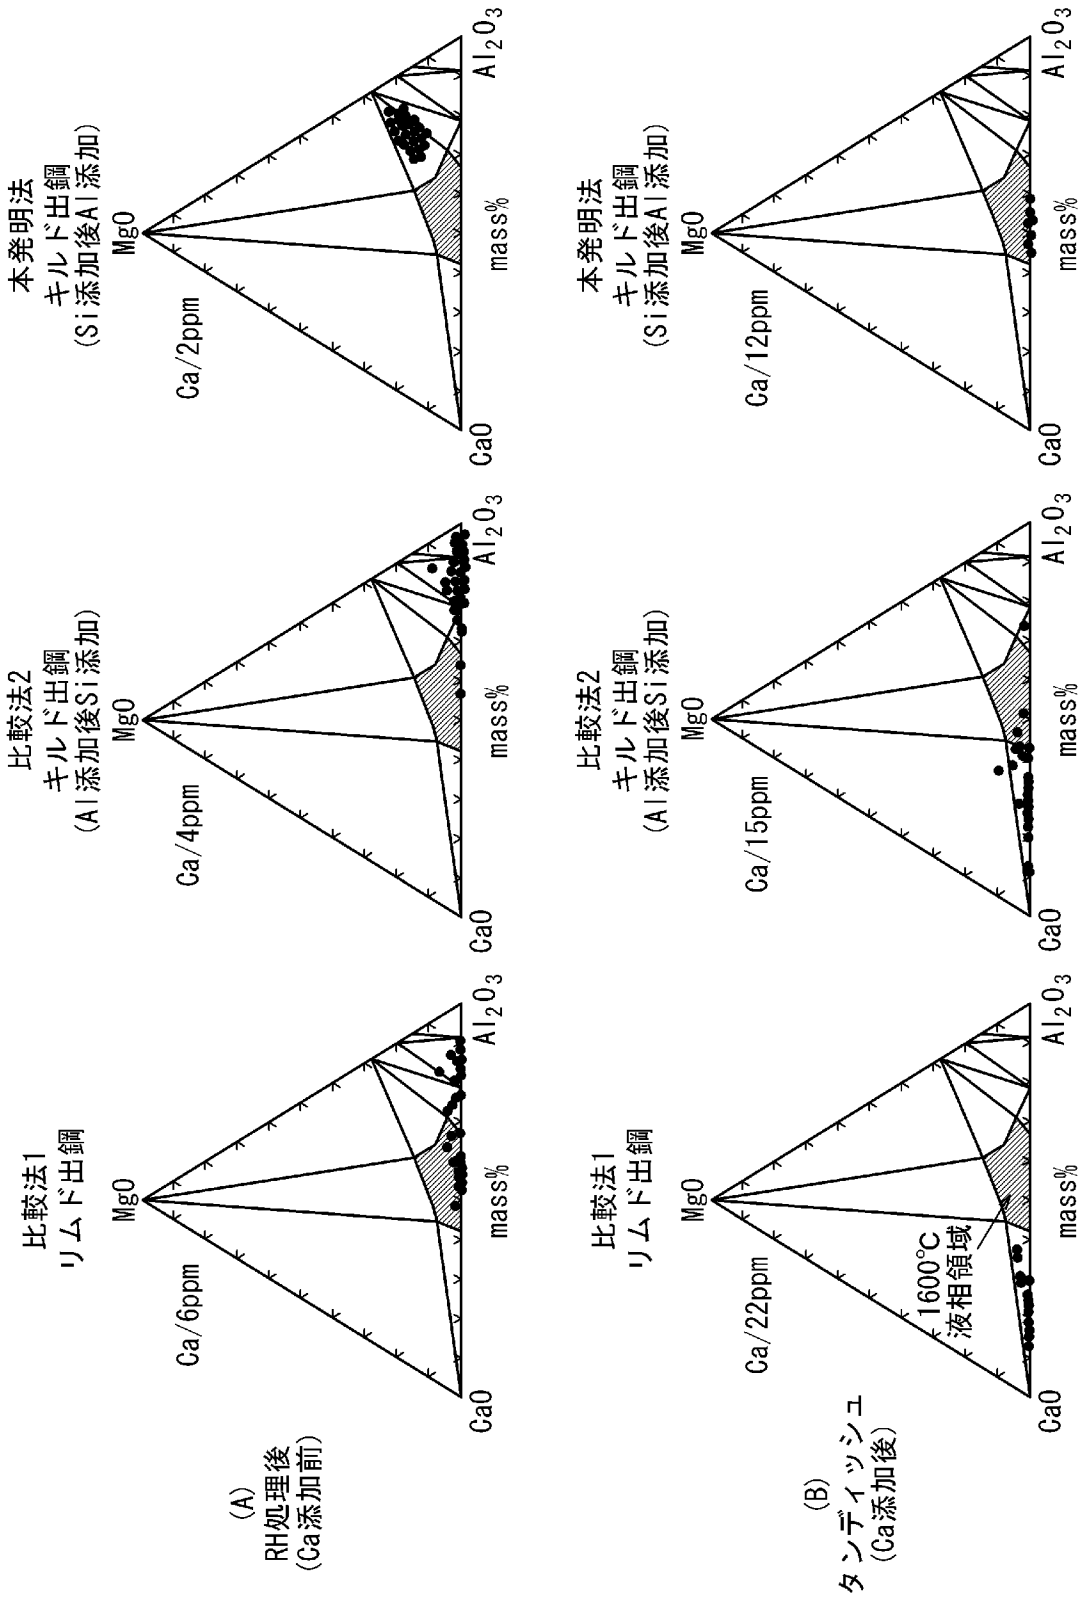 比較法1
リムド出鋼
比較法2
キルド出鋼
(Al添加後Si添加)
本発明法
キルド出鋼
(Si添加後Al添加)
(A)
RH処理後
(Ca添加前)
Ca/6ppm
MgO
CaO
mass%
Al2O3
Ca/4ppm
MgO
CaO
mass%
Al2O3
Ca/2ppm
MgO
CaO
mass%
Al2O3
比較法1
リムド出鋼
比較法2
キルド出鋼
(Al添加後Si添加)
本発明法
キルド出鋼
(Si添加後Al添加)
(B)
タンディッシュ
(Ca添加後)
Ca/22ppm
MgO
1600℃
液相領域
CaO
mass%
Al2O3
Ca/15ppm
MgO
CaO
mass%
Al2O3
Ca/12ppm
MgO
CaO
mass%
Al2O3